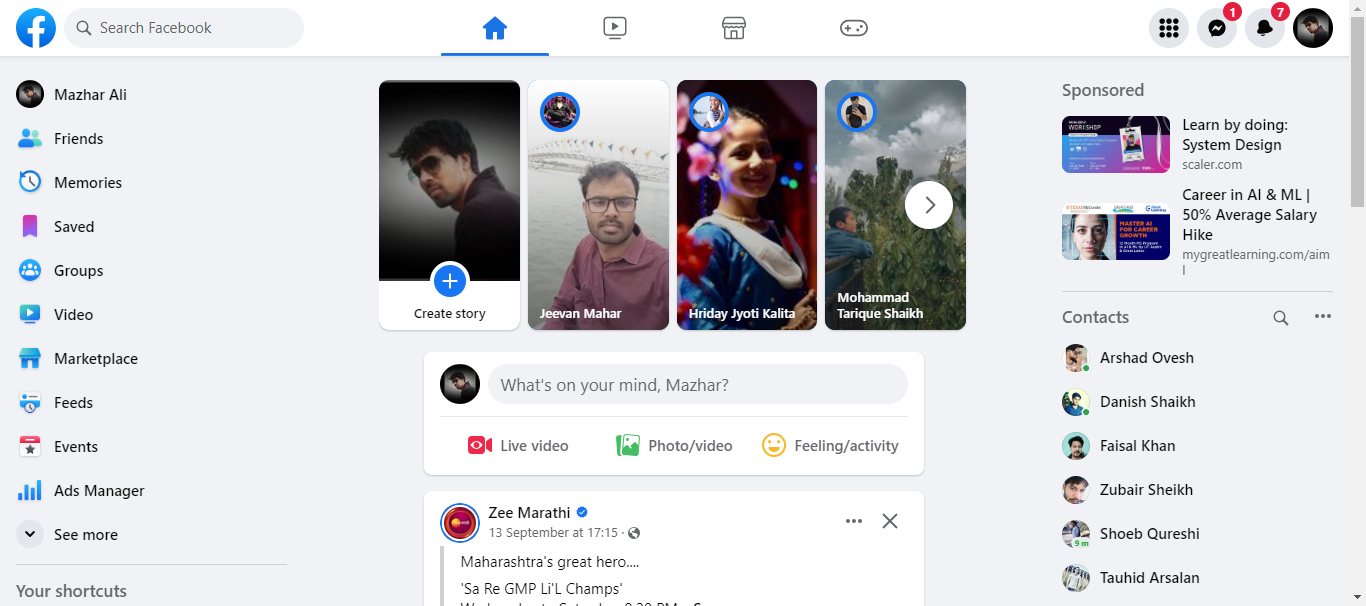 Search Facebook
1
7
Mazhar Ali
Friends
Memories
Saved
Groups
Video
Marketplace
Feeds
Events
Ads Manager
See more
Your shortcuts
Create story
Jeevan Mahar
Hriday Jyoti Kalita
Mohammad
Tarique Shaikh
What's on your mind, Mazhar?
Live video
Photo/video
Feeling/activity
Zee Marathi
13 September at 17:15 ·
Maharashtra's great hero....
'Sa Re GMP Li'L Champs'
Sponsored
WORKSHOP
Learn by doing:
System Design
scaler.com
MASTER AI
FOR CAREER
GROWTH
Career in AI & ML |
50% Average Salary
Hike
mygreatlearning.com/aim
l
Contacts
Arshad Ovesh
Danish Shaikh
Faisal Khan
Zubair Sheikh
Shoeb Qureshi
9 m
Tauhid Arsalan